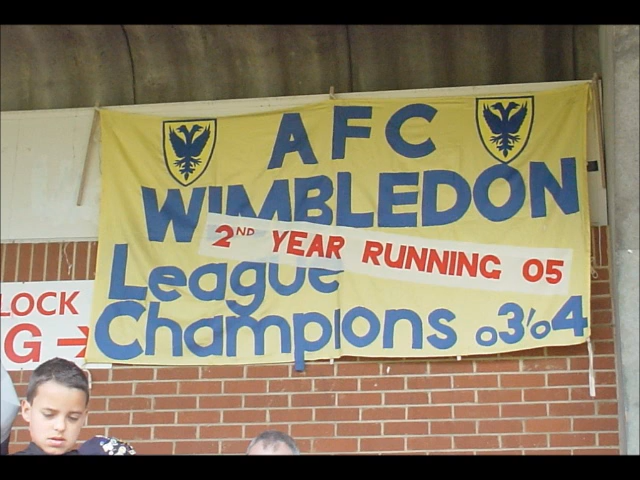 AFC
WIMBLEDON
2ND YEAR RUNNING 05
League
Champions 03/04
LOCK
G →